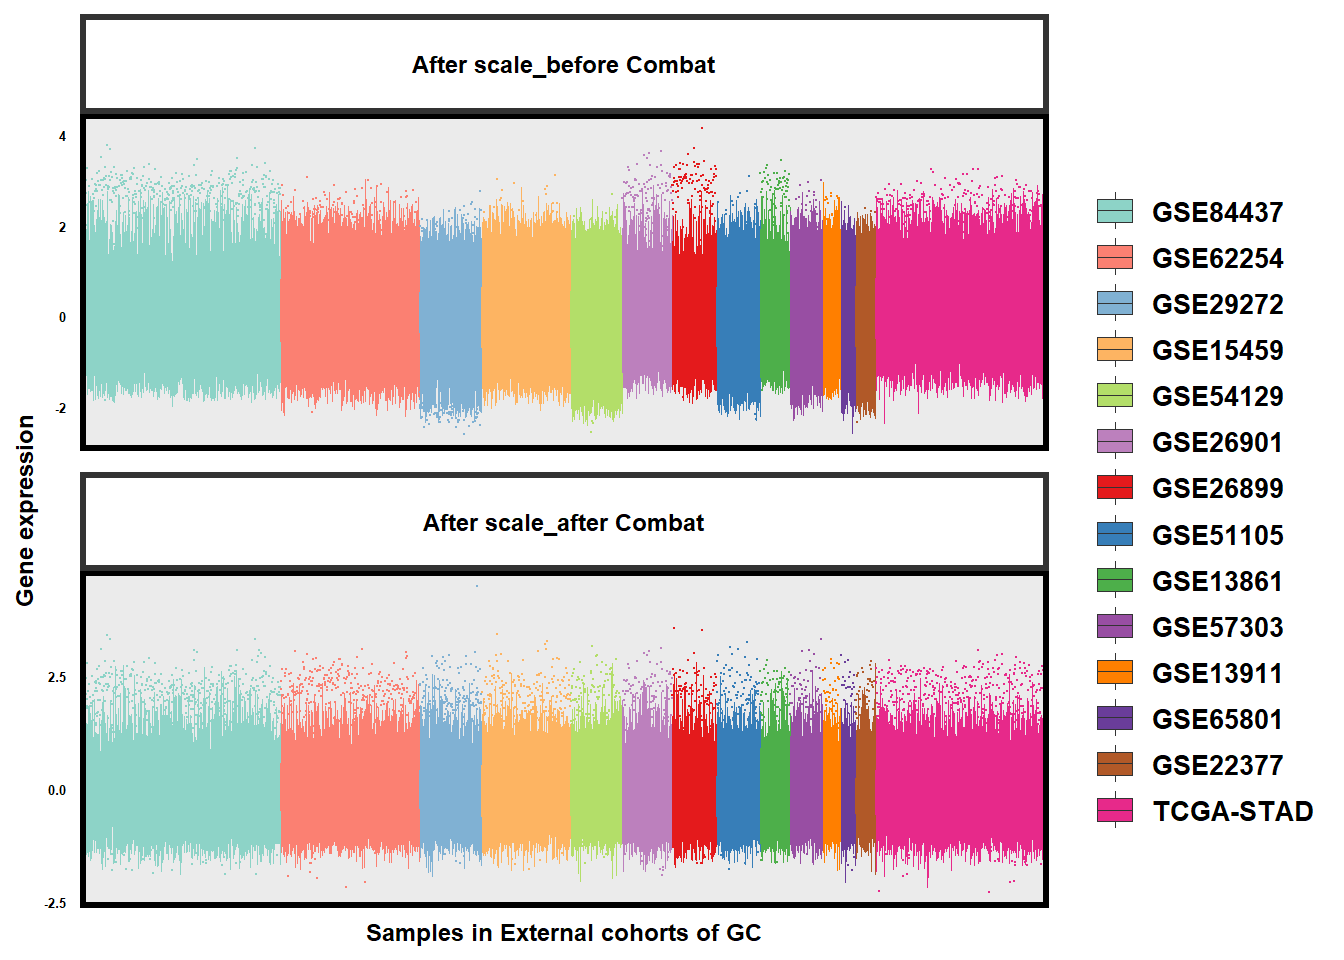 After scale_before Combat
4
2
0
-2
After scale_after Combat
2.5
0.0
-2.5
Gene expression
Samples in External cohorts of GC
GSE84437
GSE62254
GSE29272
GSE15459
GSE54129
GSE26901
GSE26899
GSE51105
GSE13861
GSE57303
GSE13911
GSE65801
GSE22377
TCGA-STAD